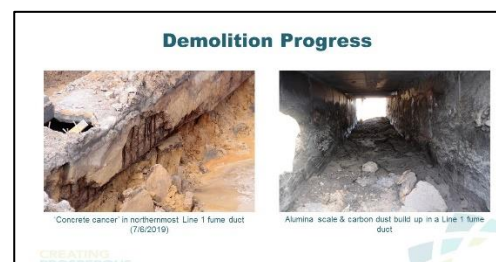 Demolition Progress
'Concrete cancer' in northernmost Line 1 fume duct
(7/6/2019)
Alumina scale & carbon dust build up in a Line 1 fume
duct
CREATING